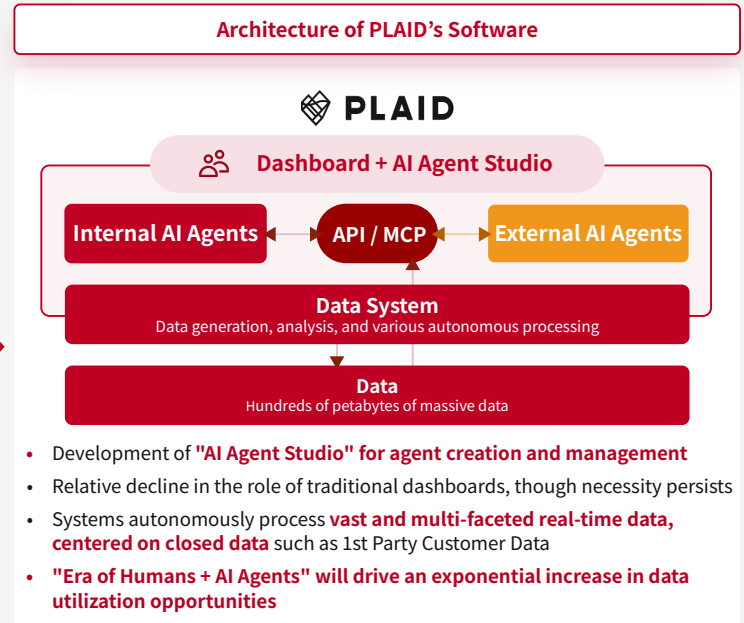 Architecture of PLAID's Software
PLAID
Dashboard + AI Agent Studio
Internal AI Agents
API / MCP
External AI Agents
Data System
Data generation, analysis, and various autonomous processing
Data
Hundreds of petabytes of massive data
• Development of "AI Agent Studio" for agent creation and management
• Relative decline in the role of traditional dashboards, though necessity persists
• Systems autonomously process vast and multi-faceted real-time data,
centered on closed data such as 1st Party Customer Data
• "Era of Humans + AI Agents" will drive an exponential increase in data
utilization opportunities